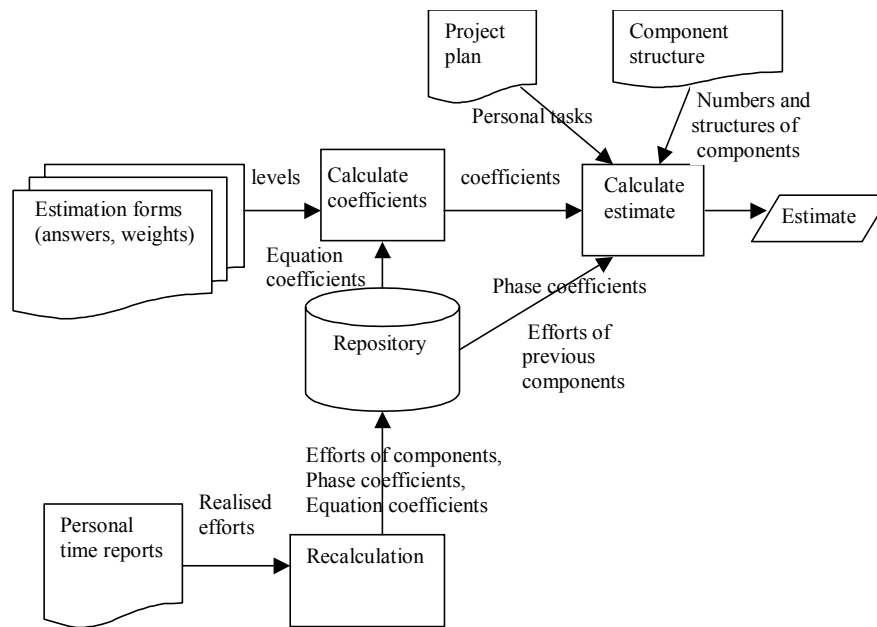 Project
plan
Component
structure
Personal tasks
Numbers and
structures of
components
levels
Calculate
coefficients
coefficients
Calculate
estimate
Estimate
Estimation forms
(answers, weights)
Equation
coefficients
Phase coefficients
Repository
Efforts of
previous
components
Efforts of components,
Phase coefficients,
Equation coefficients
Realised
efforts
Personal
time reports
Recalculation